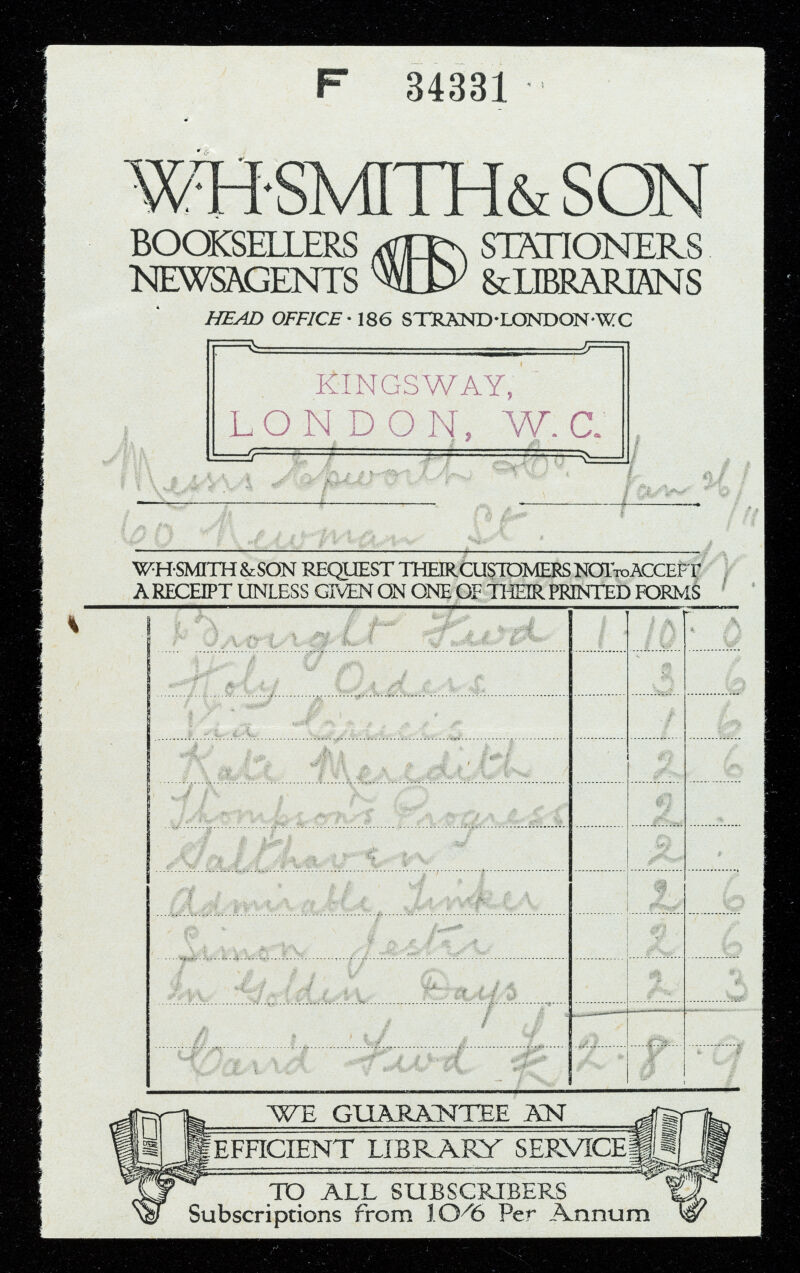 F 34331
W·H·SMITH & SON
BOOKSELLERS WHS STATIONERS
NEWSAGENTS & LIBRARIANS
HEAD OFFICE · 186 STRAND · LONDON · W.C
KINGSWAY,
LONDON, W. C.
Messrs Epworth & Co. Jan 26/11
60 Newman St.
London W.
W·H·SMITH & SON REQUEST THEIR CUSTOMERS NOT TO ACCEPT
A RECEIPT UNLESS GIVEN ON ONE OF THEIR PRINTED FORMS
Brought Fwd 1 · 10 · 0
Holy Orders 3 6
Via Crucis 1 6
Kate Meredith 2 6
Thompson's Progress 2 .
Salthaven 2 .
Admirable Tinker 2 6
Simon Jester 2 6
In Golden Days 2 3
Carr'd Fwd £ 2 · 8 · 9
WE GUARANTEE AN
EFFICIENT LIBRARY SERVICE
TO ALL SUBSCRIBERS
Subscriptions from 10/6 Per Annum